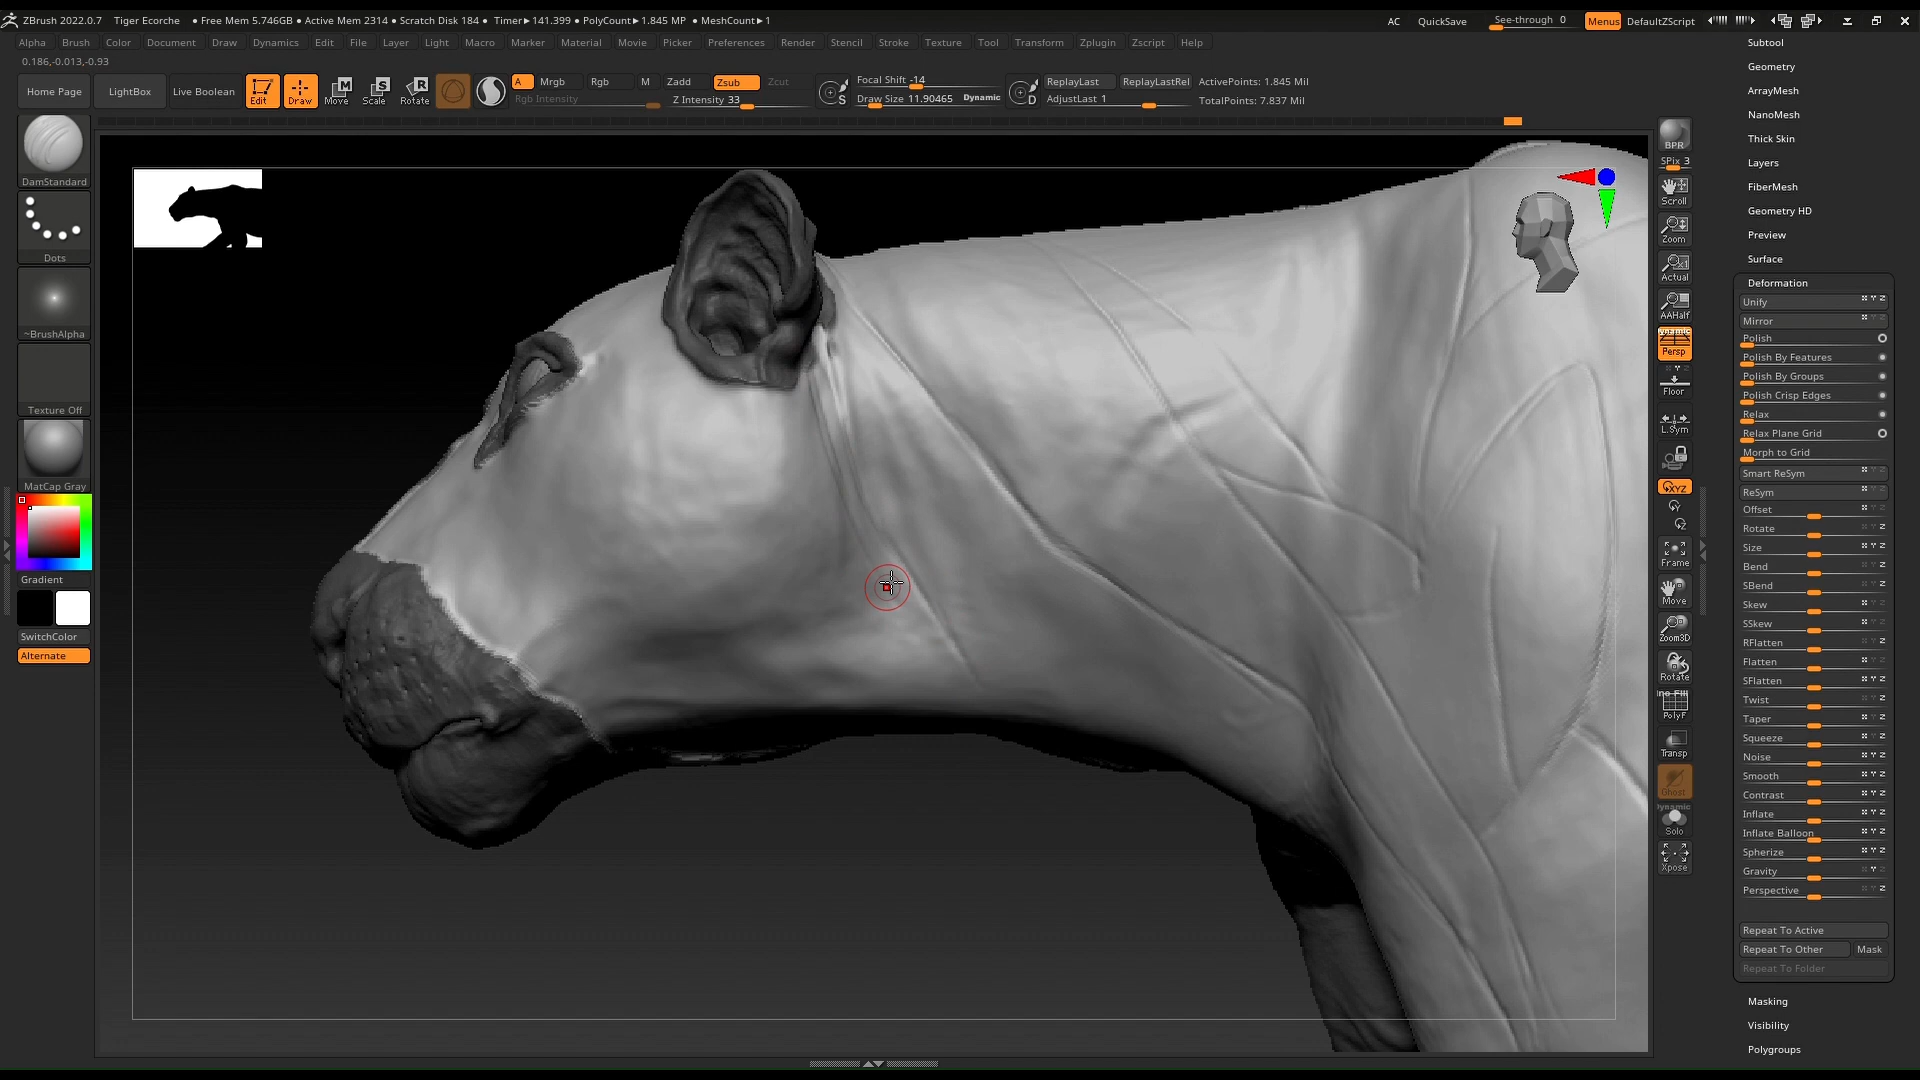 ZBrush 2022.0.7 Tiger Ecorche • Free Mem 5.746GB • Active Mem 2314 • Scratch Disk 184 • Timer▸141.399 • PolyCount▸1.845 MP • MeshCount▸1 AC QuickSave See-through 0 Menus DefaultZScript
Alpha Brush Color Document Draw Dynamics Edit File Layer Light Macro Marker Material Movie Picker Preferences Render Stencil Stroke Texture Tool Transform Zplugin Zscript Help
0.186,-0.013,-0.93
Home Page LightBox Live Boolean Edit Draw Move Scale Rotate
M S R
A Mrgb Rgb M Zadd Zsub Zcut
Rgb Intensity Z Intensity 33
S Focal Shift -14
Draw Size 11.90465 Dynamic
D ReplayLast ReplayLastRel ActivePoints: 1.845 Mil
AdjustLast 1 TotalPoints: 7.837 Mil
DamStandard
Dots
~BrushAlpha
Texture Off
MatCap Gray
Gradient
SwitchColor
Alternate
BPR
SPix 3
Scroll
Zoom
Actual
AAHalf
Persp
Floor
L.Sym
XYZ
Y
Z
Frame
Move
Zoom3D
Rotate
PolyF
Transp
Ghost
Dynamic
Solo
Xpose
Subtool
Geometry
ArrayMesh
NanoMesh
Thick Skin
Layers
FiberMesh
Geometry HD
Preview
Surface
Deformation
Unify
Mirror
Polish
Polish By Features
Polish By Groups
Polish Crisp Edges
Relax
Relax Plane Grid
Morph to Grid
Smart ReSym
ReSym
Offset
Rotate
Size
Bend
SBend
Skew
SSkew
RFlatten
Flatten
SFlatten
Twist
Taper
Squeeze
Noise
Smooth
Contrast
Inflate
Inflate Balloon
Spherize
Gravity
Perspective
Repeat To Active
Repeat To Other Mask
Repeat To Folder
Masking
Visibility
Polygroups